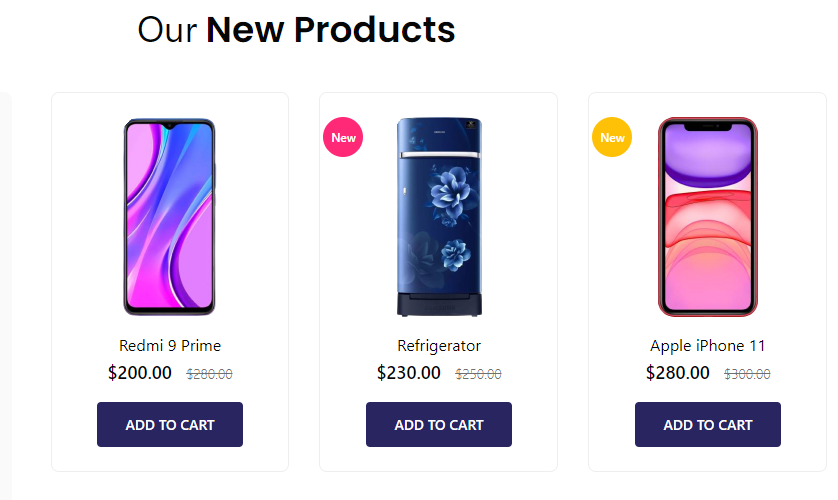 Our New Products
New
New
Redmi 9 Prime
Refrigerator
Apple iPhone 11
$200.00 $280.00
$230.00 $250.00
$280.00 $300.00
ADD TO CART
ADD TO CART
ADD TO CART